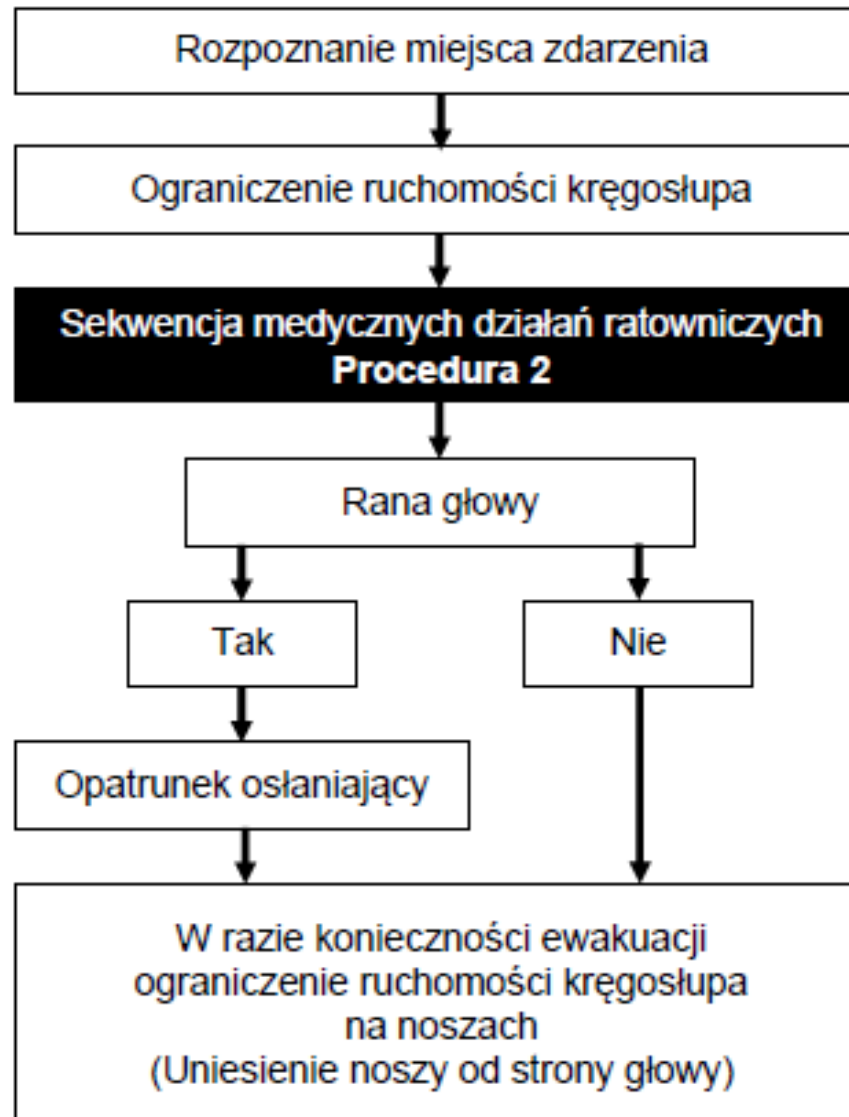 Rozpoznanie miejsca zdarzenia
Ograniczenie ruchomości kręgosłupa
Sekwencja medycznych działań ratowniczych
Procedura 2
Rana głowy
Tak
Nie
Opatrunek osłaniający
W razie konieczności ewakuacji
ograniczenie ruchomości kręgosłupa
na noszach
(Uniesienie noszy od strony głowy)